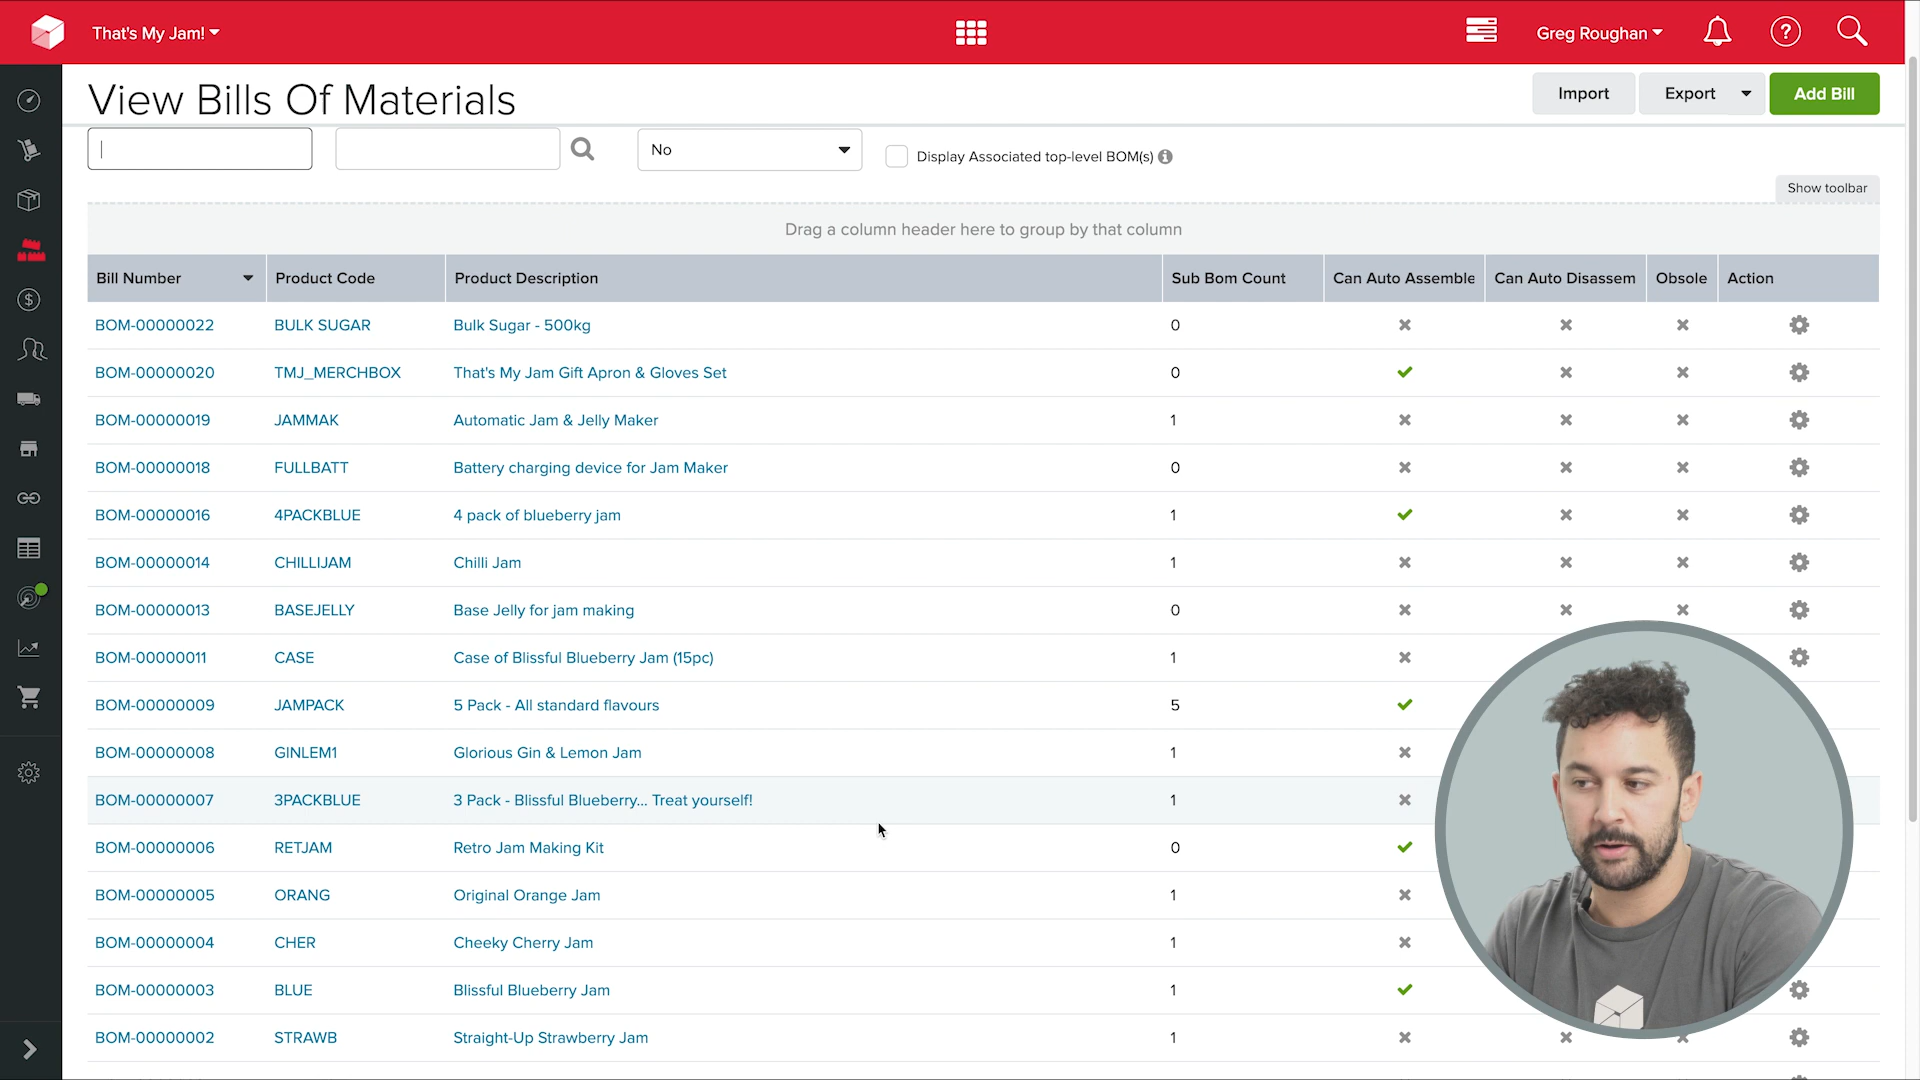 That's My Jam!
Greg Roughan
?
View Bills Of Materials
Import
Export
Add Bill
No
Display Associated top-level BOM(s)
Show toolbar
Drag a column header here to group by that column
Bill Number Product Code Product Description Sub Bom Count Can Auto Assemble Can Auto Disassem Obsole Action
BOM-00000022 BULK SUGAR Bulk Sugar - 500kg 0
BOM-00000020 TMJ_MERCHBOX That's My Jam Gift Apron & Gloves Set 0
BOM-00000019 JAMMAK Automatic Jam & Jelly Maker 1
BOM-00000018 FULLBATT Battery charging device for Jam Maker 0
BOM-00000016 4PACKBLUE 4 pack of blueberry jam 1
BOM-00000014 CHILLIJAM Chilli Jam 1
BOM-00000013 BASEJELLY Base Jelly for jam making 0
BOM-00000011 CASE Case of Blissful Blueberry Jam (15pc) 1
BOM-00000009 JAMPACK 5 Pack - All standard flavours 5
BOM-00000008 GINLEM1 Glorious Gin & Lemon Jam 1
BOM-00000007 3PACKBLUE 3 Pack - Blissful Blueberry... Treat yourself! 1
BOM-00000006 RETJAM Retro Jam Making Kit 0
BOM-00000005 ORANG Original Orange Jam 1
BOM-00000004 CHER Cheeky Cherry Jam 1
BOM-00000003 BLUE Blissful Blueberry Jam 1
BOM-00000002 STRAWB Straight-Up Strawberry Jam 1